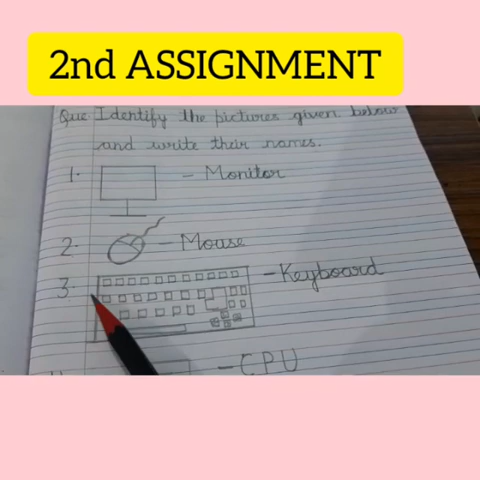 2nd ASSIGNMENT
Que Identify the pictures given below
and write their names.
1. – Monitor
2. – Mouse
3. – Keyboard
– CPU